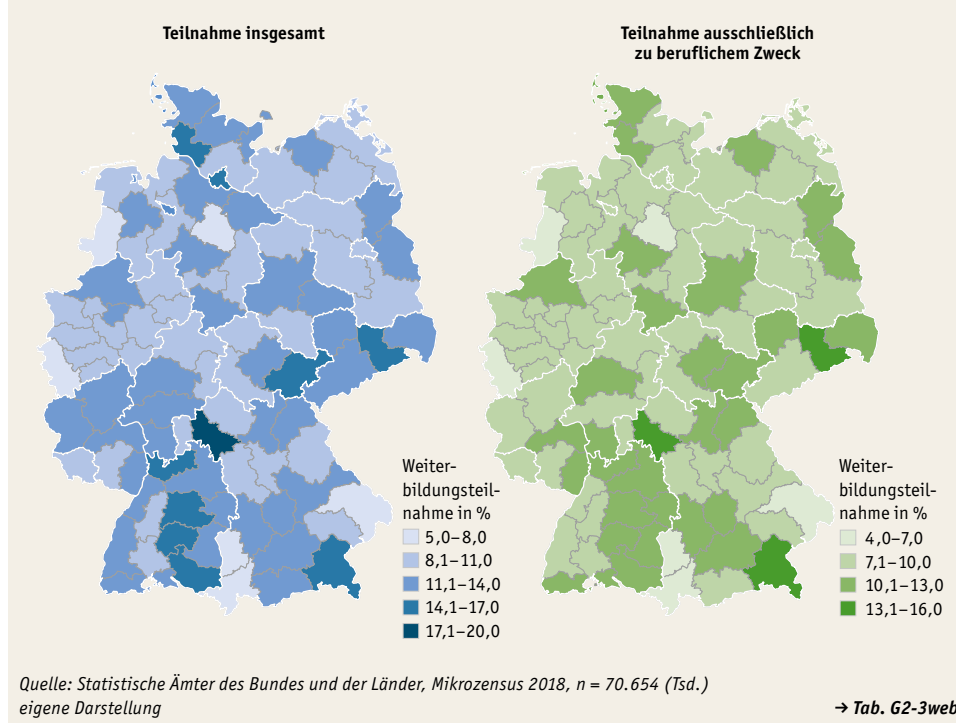 Teilnahme insgesamt
Teilnahme ausschließlich
zu beruflichem Zweck
Weiter-
bildungsteil-
nahme in %
5,0–8,0
8,1–11,0
11,1–14,0
14,1–17,0
17,1–20,0
Weiter-
bildungsteil-
nahme in %
4,0–7,0
7,1–10,0
10,1–13,0
13,1–16,0
Quelle: Statistische Ämter des Bundes und der Länder, Mikrozensus 2018, n = 70.654 (Tsd.)
eigene Darstellung
→ Tab. G2-3web